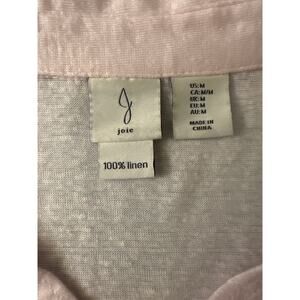 J
joie
100% linen
US:M
CA:M/M
UK:M
EU:M
AU:M
MADE IN
CHINA